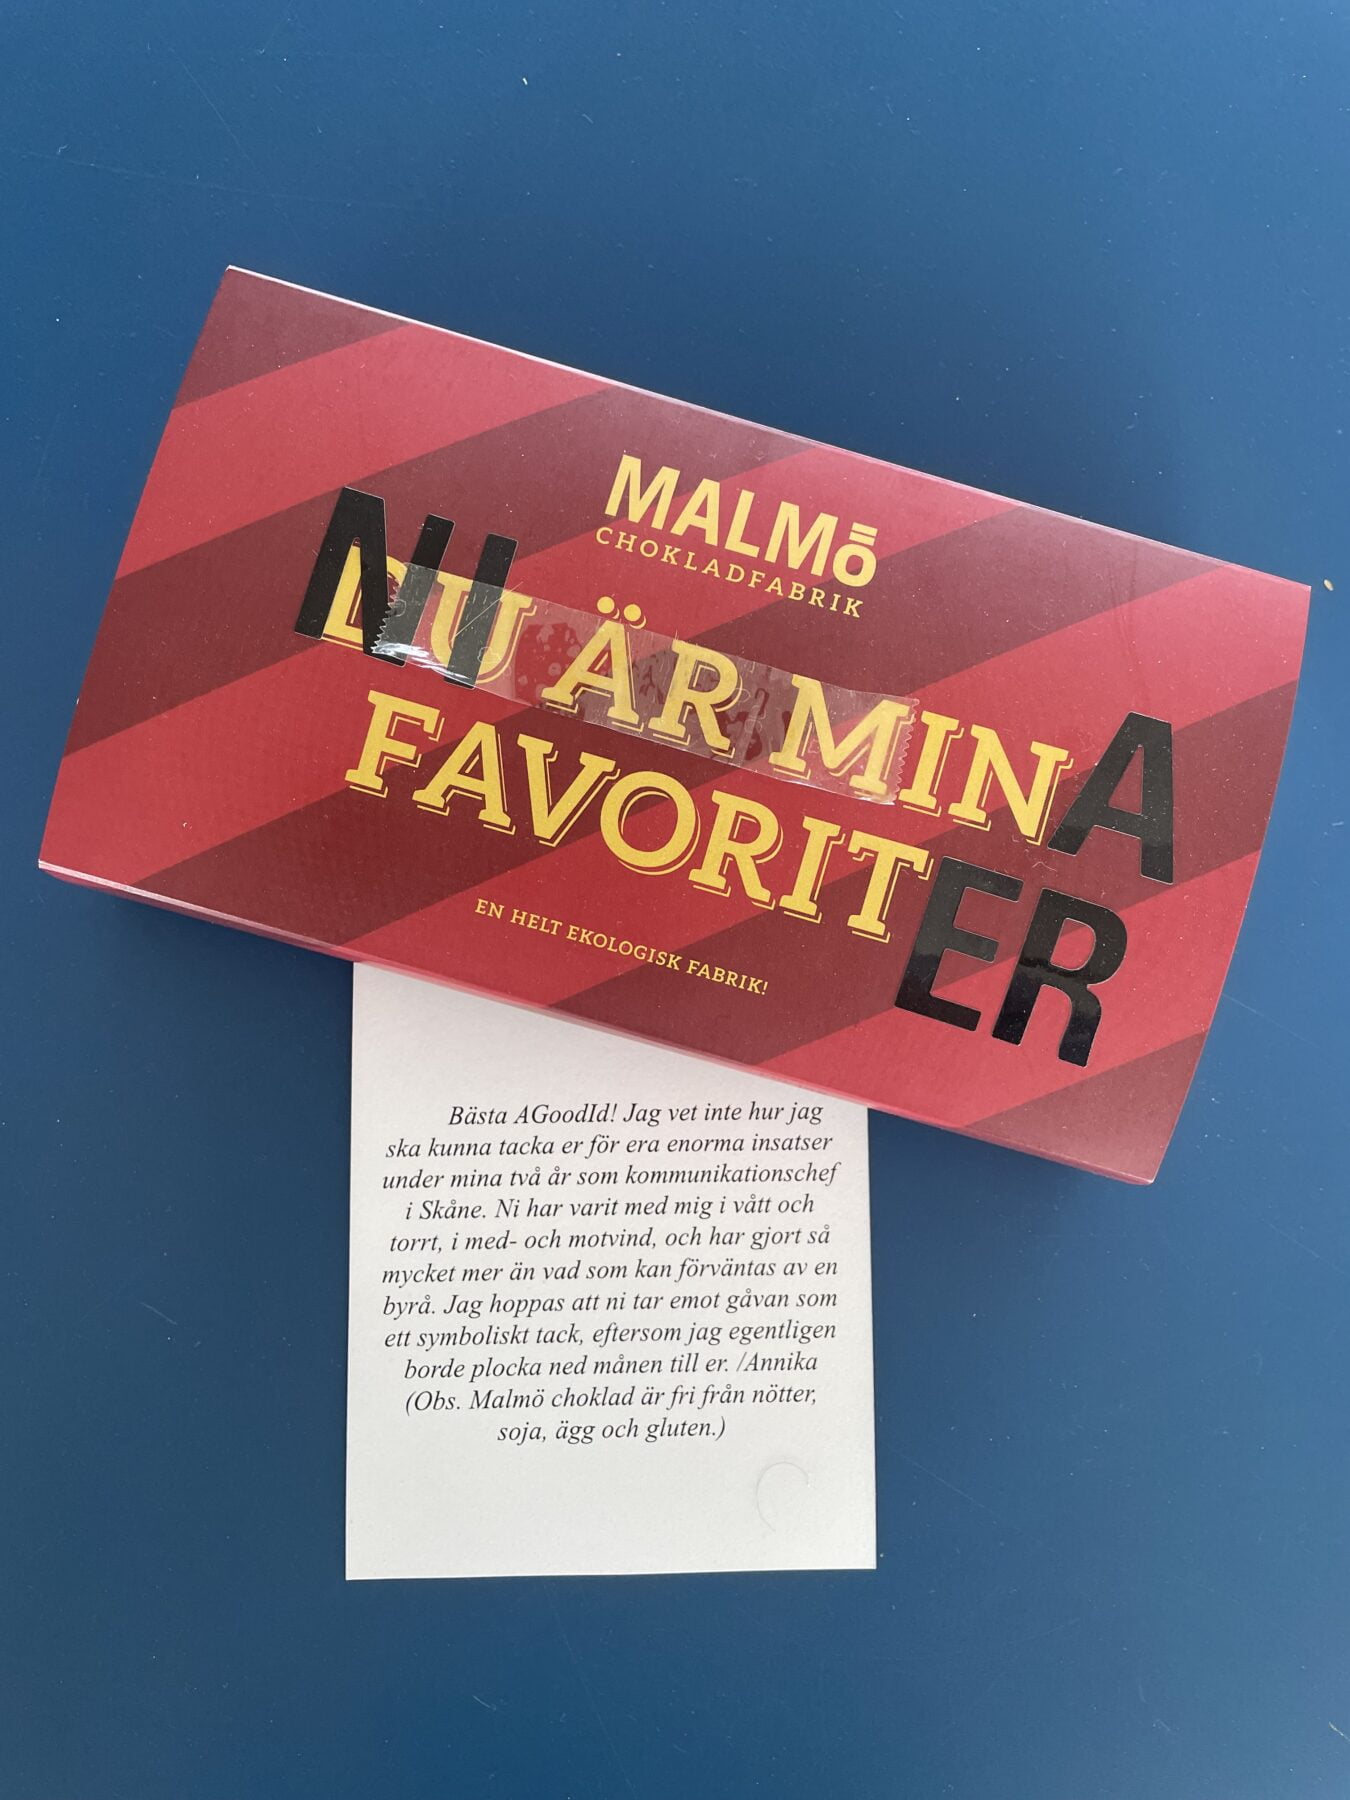 MALMö
CHOKLADFABRIK
NI
DU ÄR MINA
FAVORITER
EN HELT EKOLOGISK FABRIK!
Bästa AGoodId! Jag vet inte hur jag
ska kunna tacka er för era enorma insatser
under mina två år som kommunikationschef
i Skåne. Ni har varit med mig i vått och
torrt, i med- och motvind, och har gjort så
mycket mer än vad som kan förväntas av en
byrå. Jag hoppas att ni tar emot gåvan som
ett symboliskt tack, eftersom jag egentligen
borde plocka ned månen till er. /Annika
(Obs. Malmö choklad är fri från nötter,
soja, ägg och gluten.)